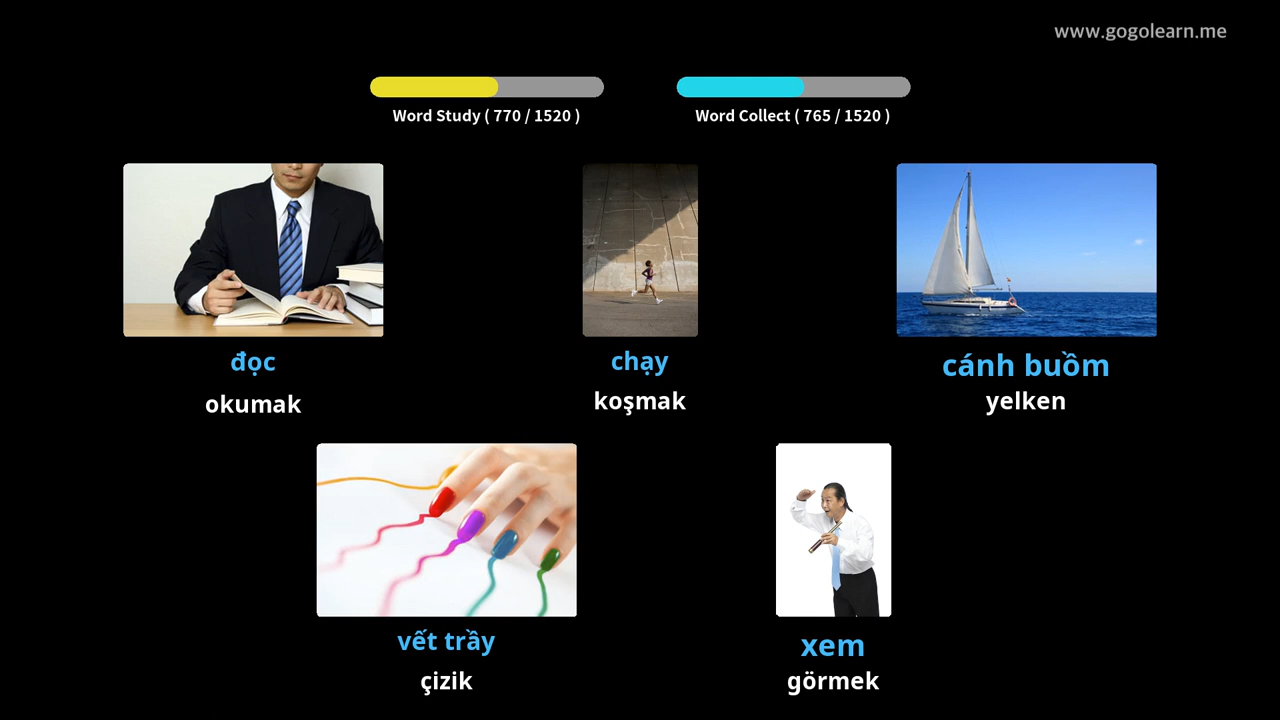 www.gogolearn.me
Word Study ( 770 / 1520 )
Word Collect ( 765 / 1520 )
đọc
chạy
cánh buồm
okumak
koşmak
yelken
vết trầy
xem
çizik
görmek